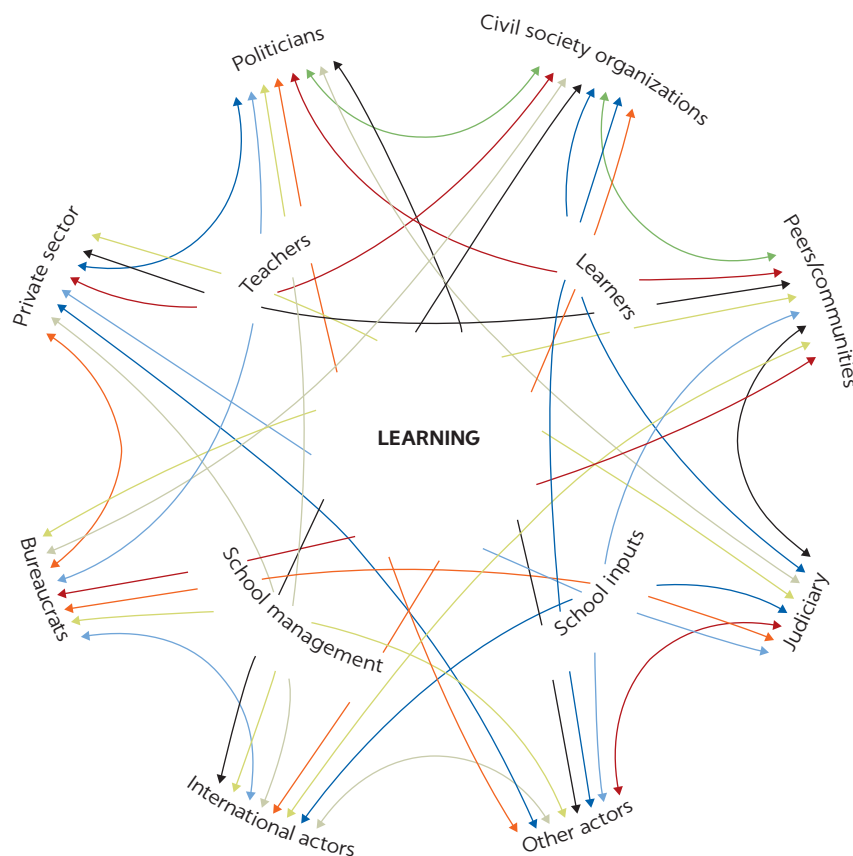 Politicians
Civil society organizations
Private sector
Teachers
Learners
Peers/communities
LEARNING
Bureaucrats
School management
School inputs
Judiciary
International actors
Other actors